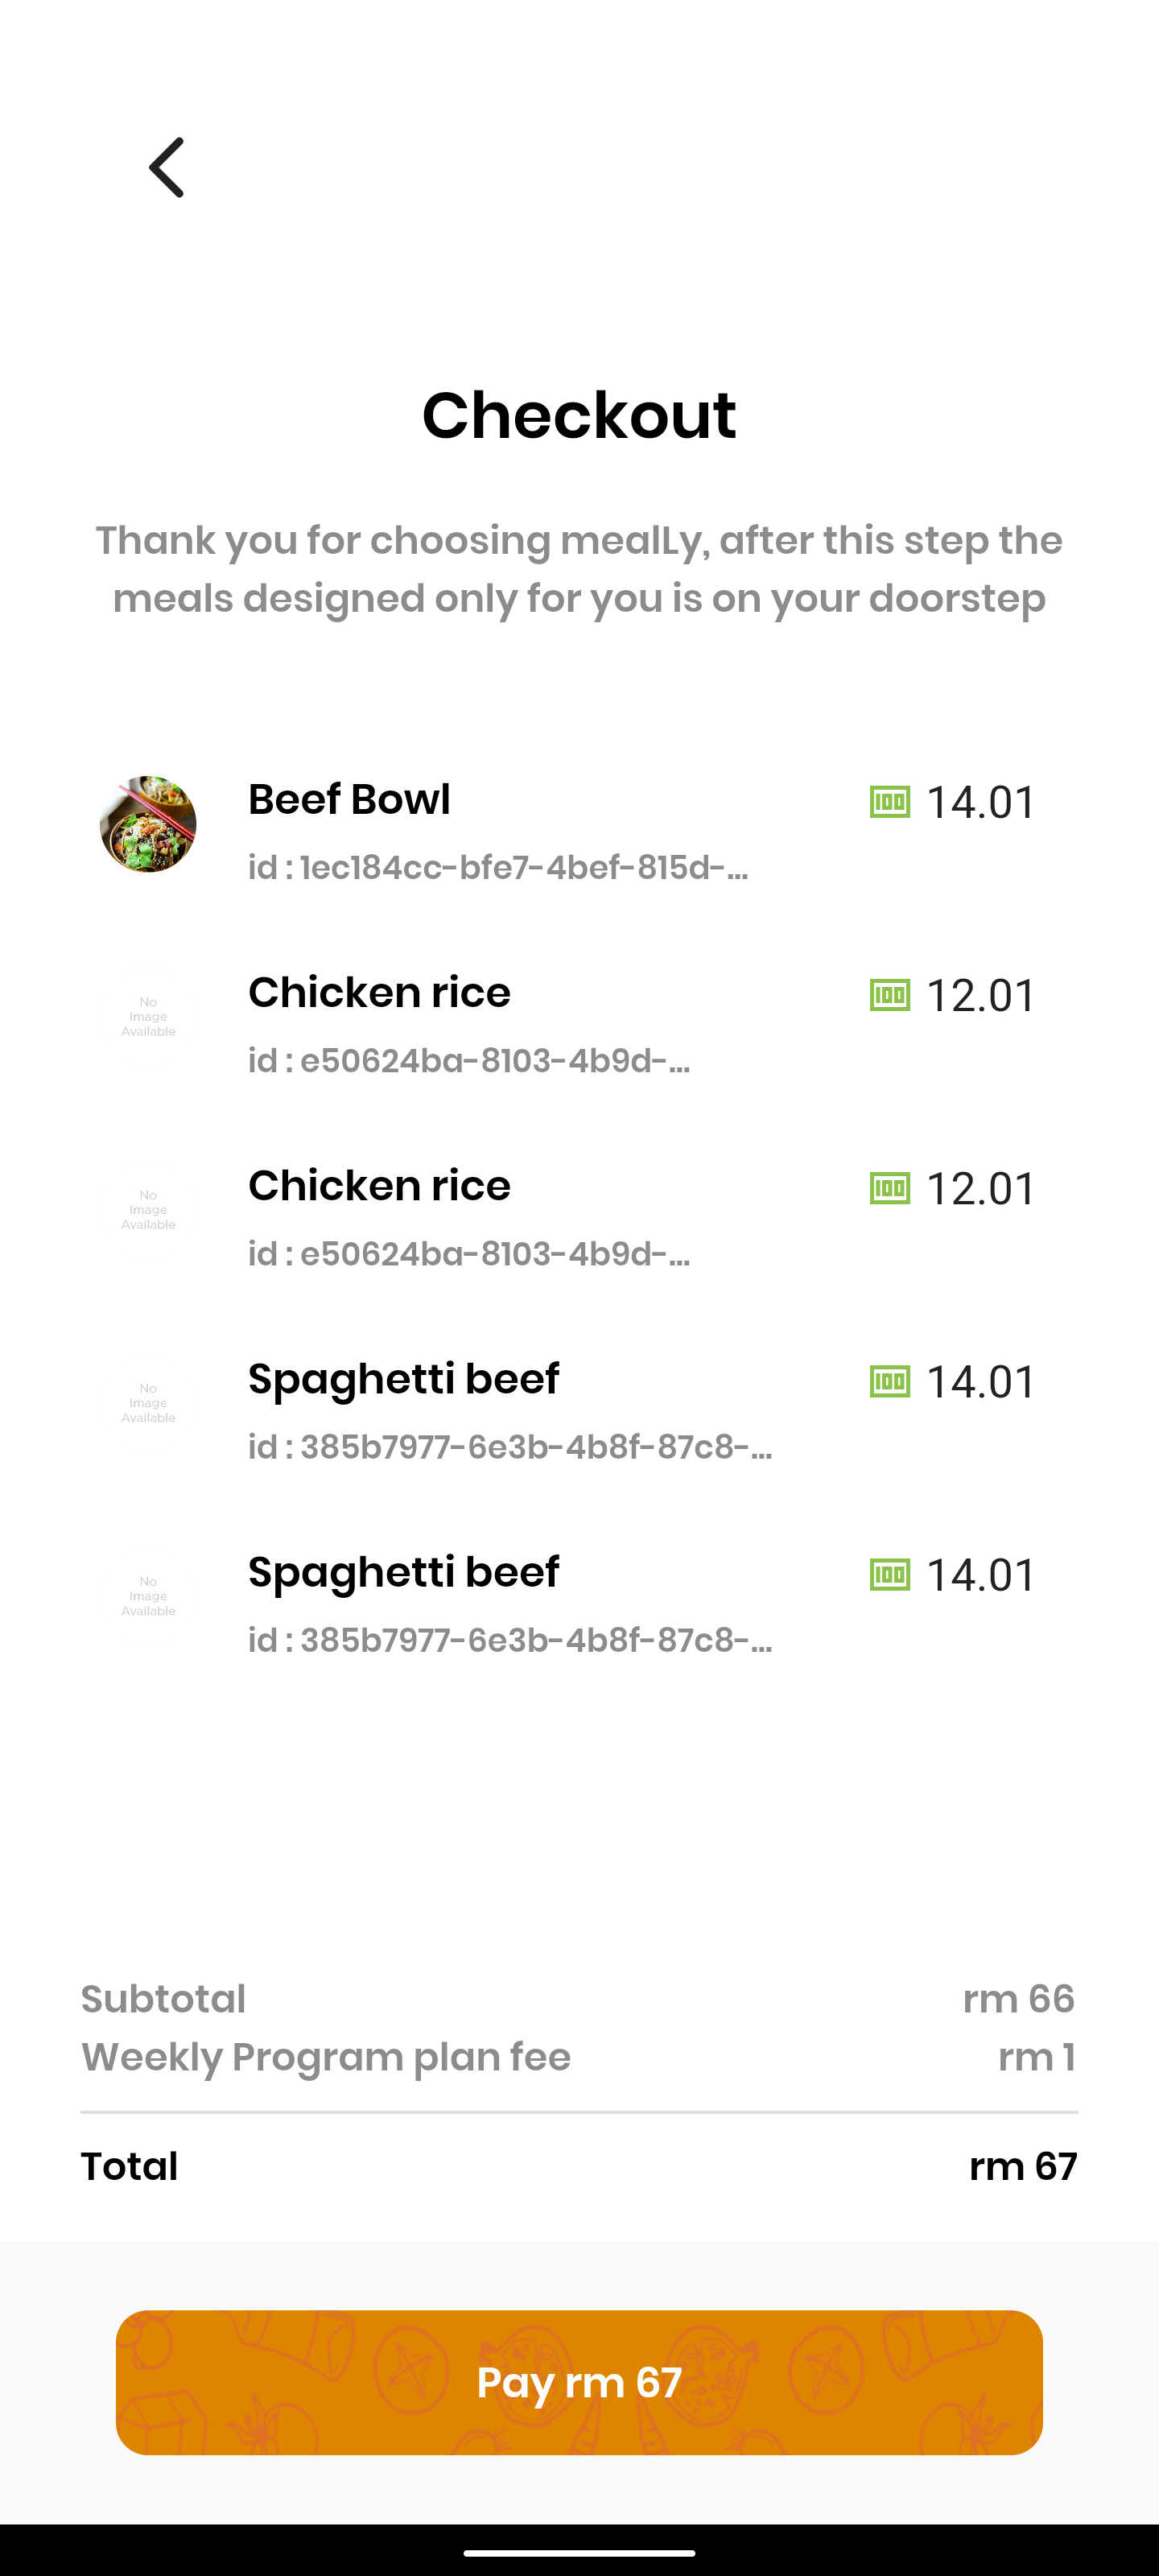 Checkout
Thank you for choosing mealLy, after this step the
meals designed only for you is on your doorstep
Beef Bowl
14.01
id : 1ec184cc-bfe7-4bef-815d-...
No
Image
Available
Chicken rice
12.01
id : e50624ba-8103-4b9d-...
No
Image
Available
Chicken rice
12.01
id : e50624ba-8103-4b9d-...
No
Image
Available
Spaghetti beef
14.01
id : 385b7977-6e3b-4b8f-87c8-...
No
Image
Available
Spaghetti beef
14.01
id : 385b7977-6e3b-4b8f-87c8-...
Subtotal rm 66
Weekly Program plan fee rm 1
Total rm 67
Pay rm 67